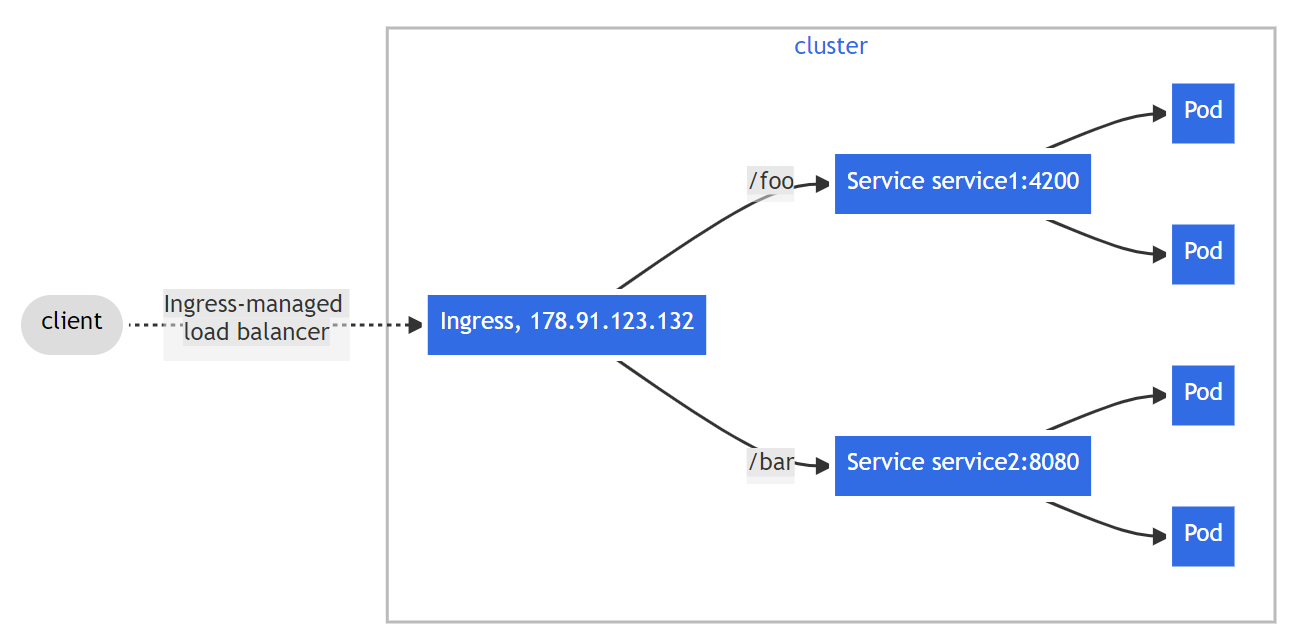 cluster
client
Ingress-managed
load balancer
Ingress, 178.91.123.132
/foo
Service service1:4200
Pod
Pod
/bar
Service service2:8080
Pod
Pod